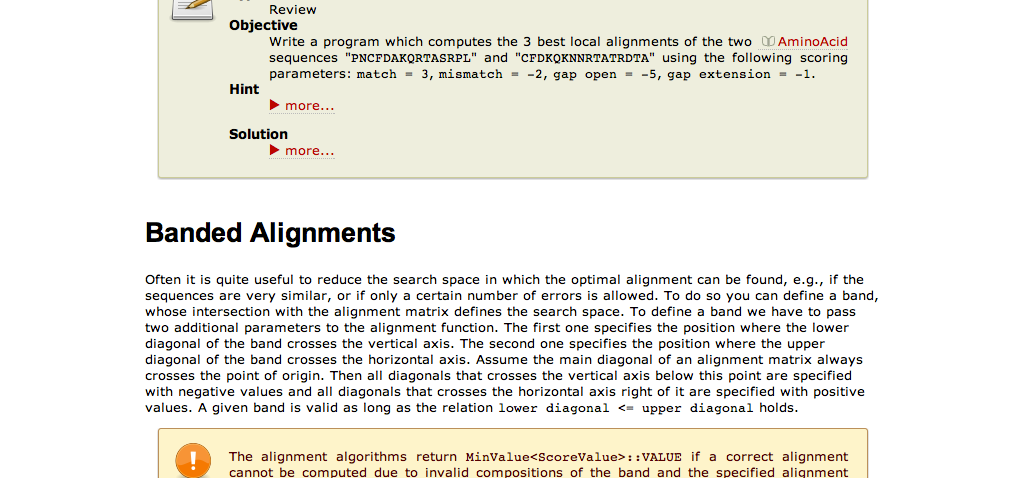 Review
Objective
Write a program which computes the 3 best local alignments of the two AminoAcid
sequences "PNCFDAKQRTASRPL" and "CFDKQKNNRTATRDTA" using the following scoring
parameters: match = 3, mismatch = -2, gap open = -5, gap extension = -1.
Hint
more...
Solution
more...
Banded Alignments
Often it is quite useful to reduce the search space in which the optimal alignment can be found, e.g., if the
sequences are very similar, or if only a certain number of errors is allowed. To do so you can define a band,
whose intersection with the alignment matrix defines the search space. To define a band we have to pass
two additional parameters to the alignment function. The first one specifies the position where the lower
diagonal of the band crosses the vertical axis. The second one specifies the position where the upper
diagonal of the band crosses the horizontal axis. Assume the main diagonal of an alignment matrix always
crosses the point of origin. Then all diagonals that crosses the vertical axis below this point are specified
with negative values and all diagonals that crosses the horizontal axis right of it are specified with positive
values. A given band is valid as long as the relation lower diagonal <= upper diagonal holds.
The alignment algorithms return MinValue<ScoreValue>::VALUE if a correct alignment
cannot be computed due to invalid compositions of the band and the specified alignment